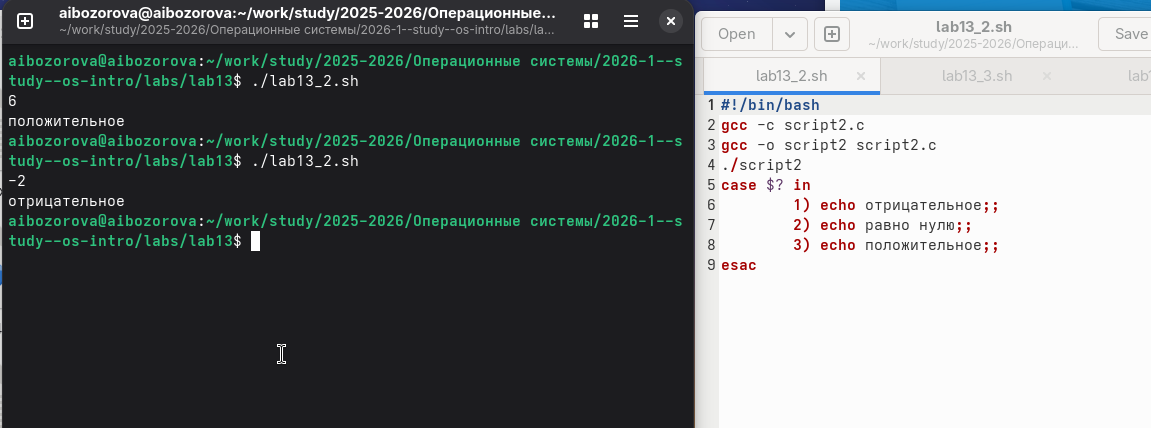 aibozorova@aibozorova:~/work/study/2025-2026/Операционные...
~/work/study/2025-2026/Операционные системы/2026-1--study--os-intro/labs/la...
aibozorova@aibozorova:~/work/study/2025-2026/Операционные системы/2026-1--s
tudy--os-intro/labs/lab13$ ./lab13_2.sh
6
положительное
aibozorova@aibozorova:~/work/study/2025-2026/Операционные системы/2026-1--s
tudy--os-intro/labs/lab13$ ./lab13_2.sh
-2
отрицательное
aibozorova@aibozorova:~/work/study/2025-2026/Операционные системы/2026-1--s
tudy--os-intro/labs/lab13$
Open
lab13_2.sh
~/work/study/2025-2026/Операци...
Save
lab13_2.sh
lab13_3.sh
1 #!/bin/bash
2 gcc -c script2.c
3 gcc -o script2 script2.c
4 ./script2
5 case $? in
6 1) echo отрицательное;;
7 2) echo равно нулю;;
8 3) echo положительное;;
9 esac